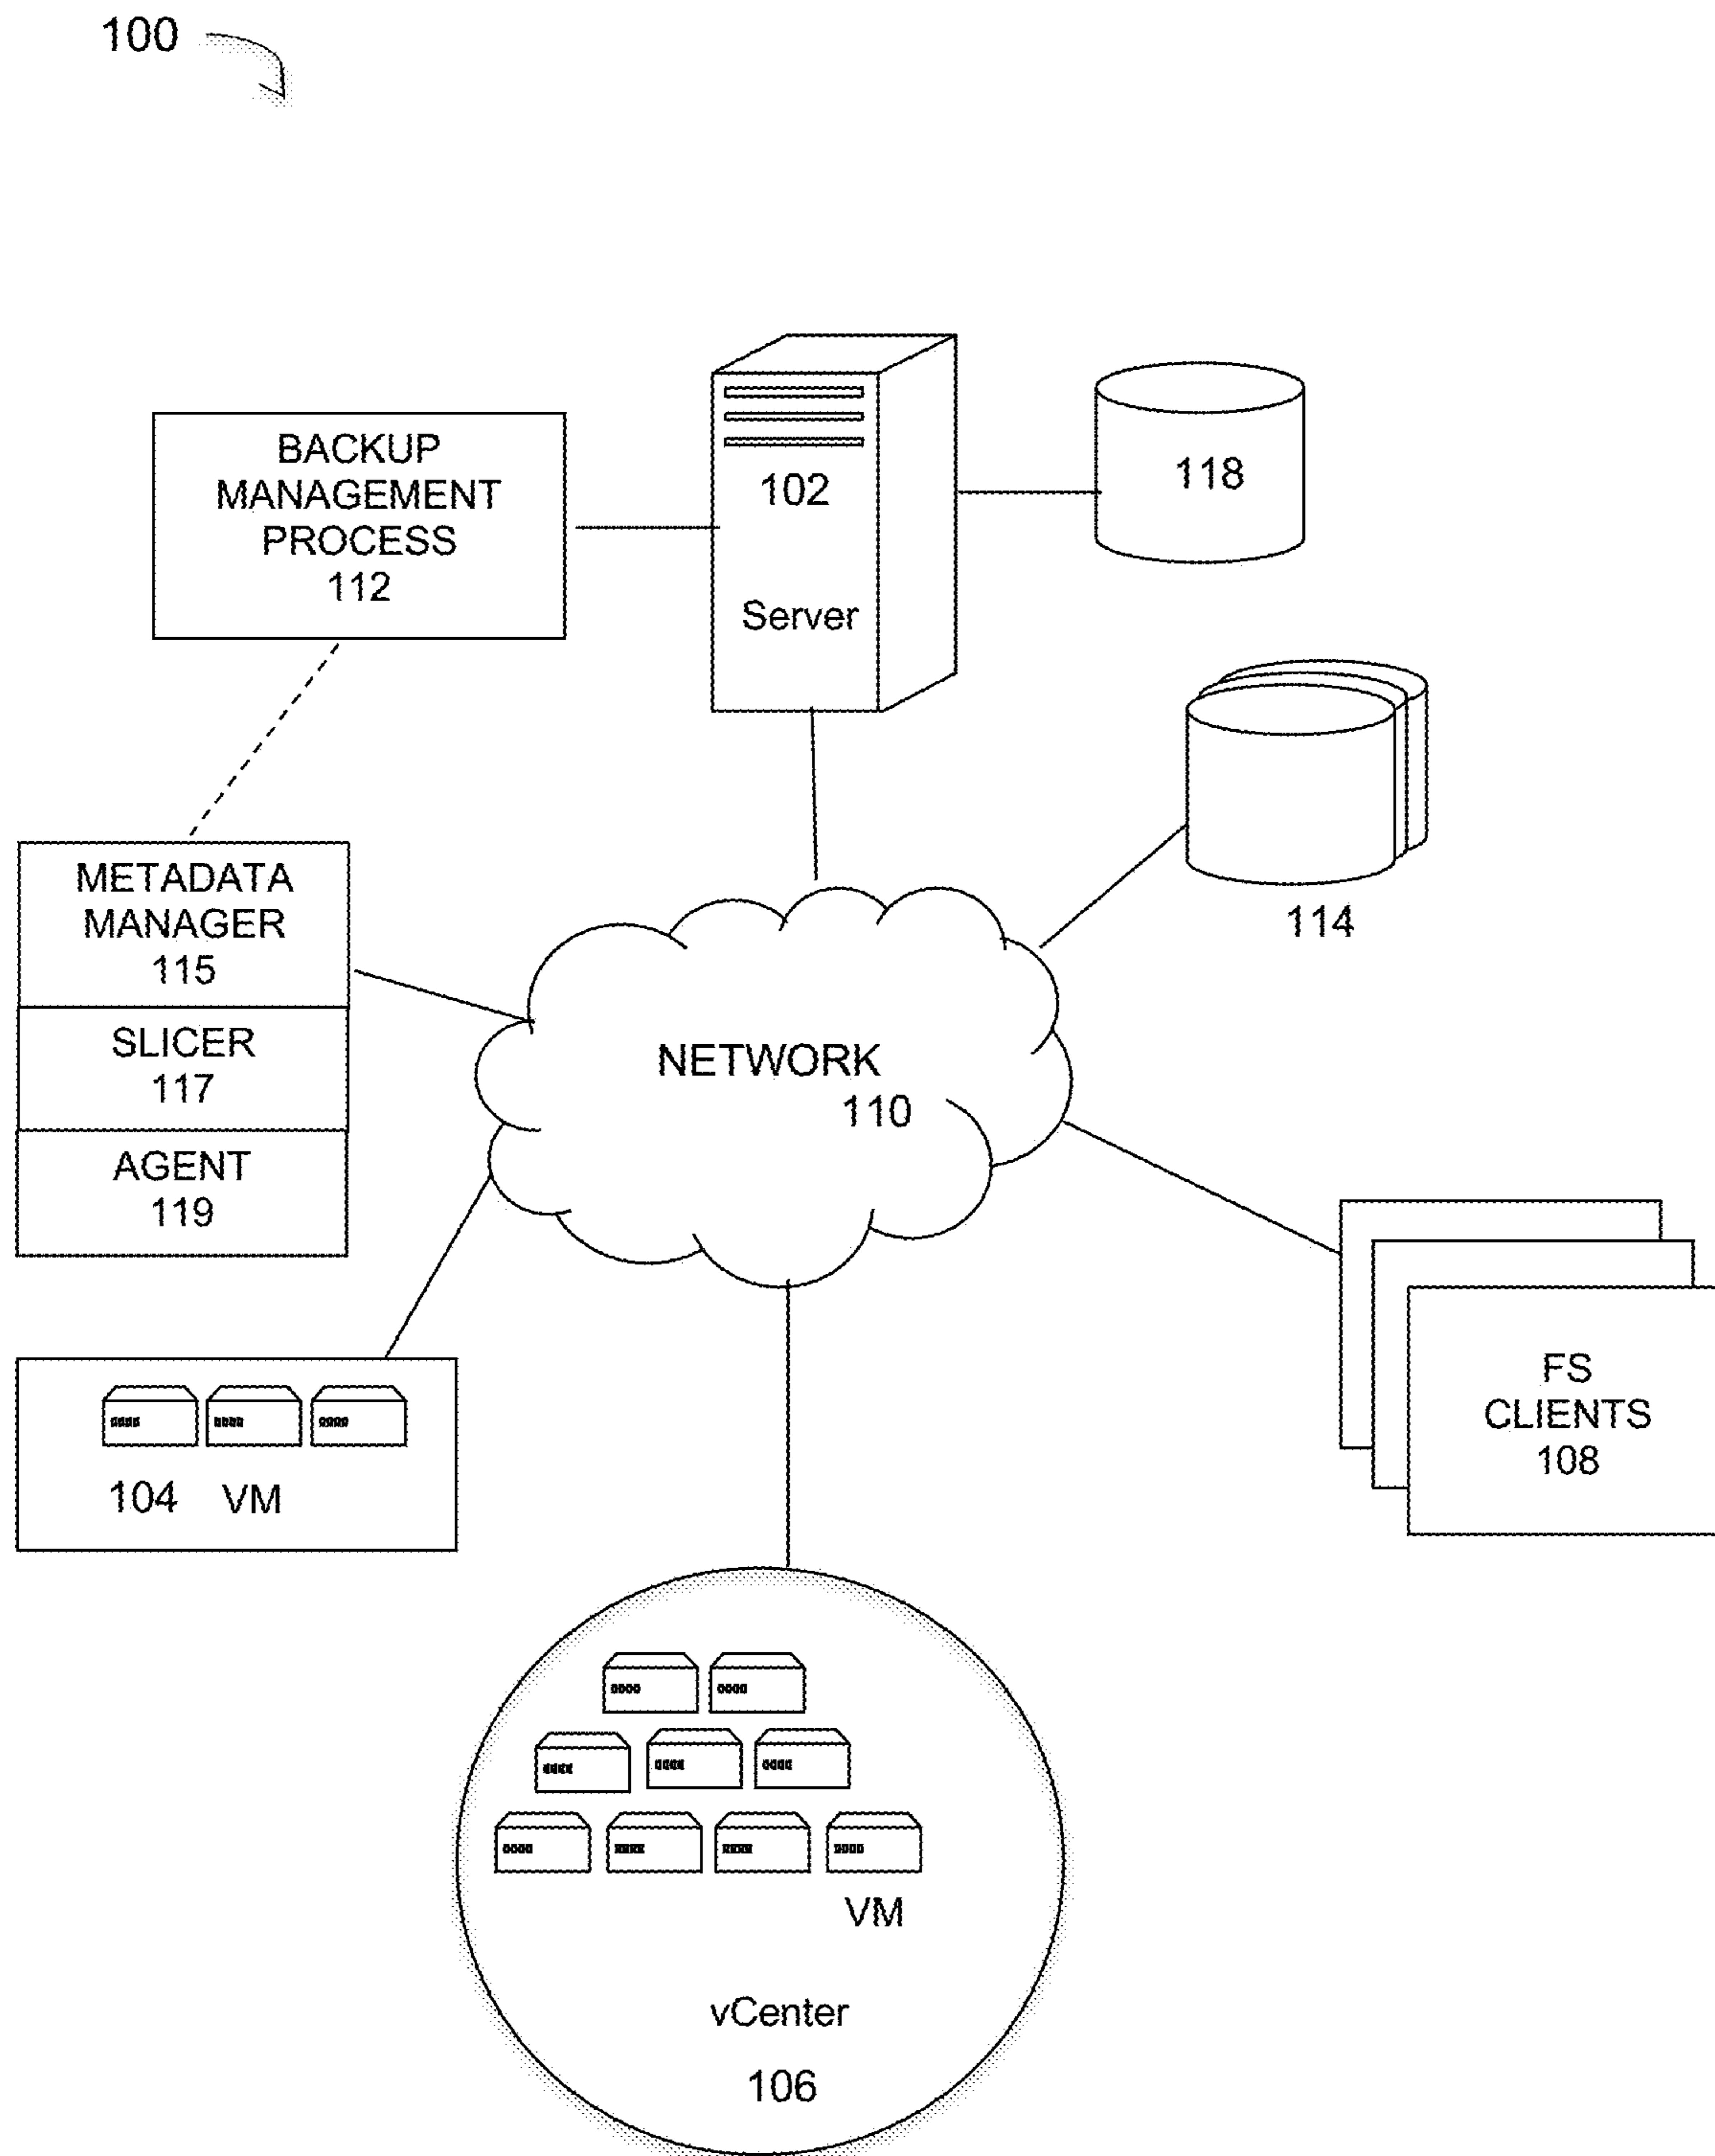 100
BACKUP
MANAGEMENT
PROCESS
112
102
Server
118
114
METADATA
MANAGER
115
SLICER
117
AGENT
119
NETWORK
110
104 VM
FS
CLIENTS
108
VM
vCenter
106